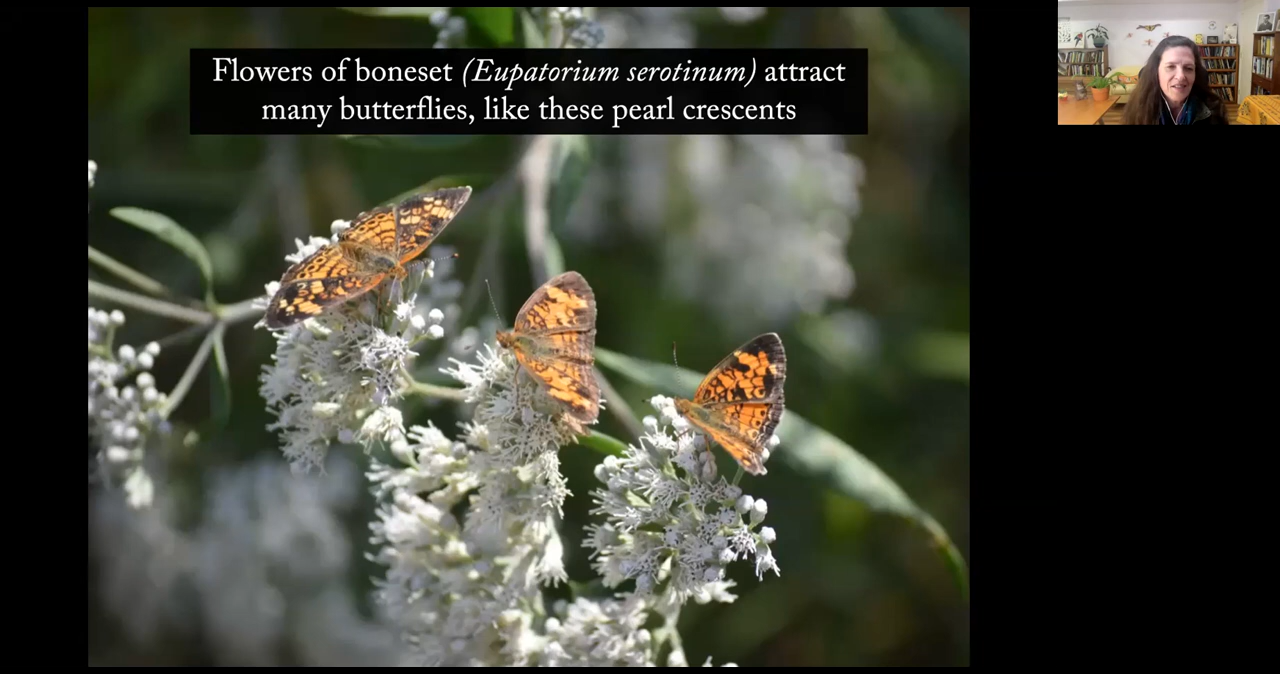 Flowers of boneset (Eupatorium serotinum) attract
many butterflies, like these pearl crescents